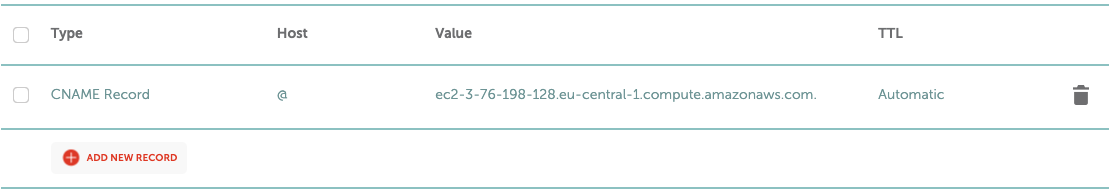 Type Host Value TTL
CNAME Record @ ec2-3-76-198-128.eu-central-1.compute.amazonaws.com. Automatic
ADD NEW RECORD